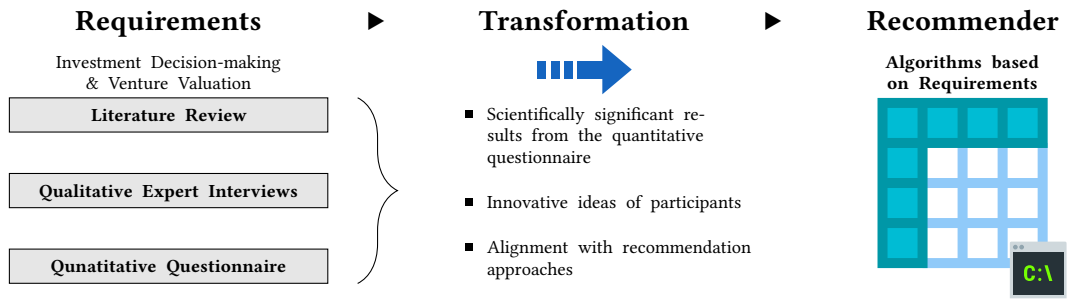 Requirements
Investment Decision-making
& Venture Valuation
Literature Review
Qualitative Expert Interviews
Qunatitative Questionnaire
Transformation
Scientifically significant re-
sults from the quantitative
questionnaire
Innovative ideas of participants
Alignment with recommendation
approaches
Recommender
Algorithms based
on Requirements
C:\